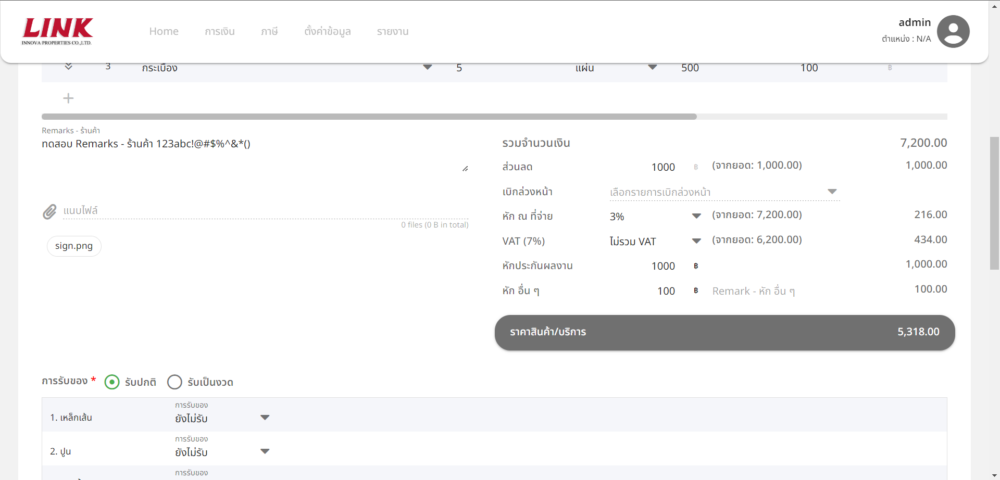 LINK
INNOVA PROPERTIES CO.,LTD.
Home การเงิน ภาษี ตั้งค่าข้อมูล รายงาน
admin
ตำแหน่ง : N/A
3 กระเบื้อง 5 แผ่น 500 100 ฿
Remarks - ร้านค้า
ทดสอบ Remarks - ร้านค้า 123abc!@#$%^&*()
แนบไฟล์
0 files (0 B in total)
sign.png
รวมจำนวนเงิน 7,200.00
ส่วนลด 1000 ฿ (จากยอด: 1,000.00) 1,000.00
เบิกล่วงหน้า เลือกรายการเบิกล่วงหน้า
หัก ณ ที่จ่าย 3% (จากยอด: 7,200.00) 216.00
VAT (7%) ไม่รวม VAT (จากยอด: 6,200.00) 434.00
หักประกันผลงาน 1000 ฿ 1,000.00
หัก อื่น ๆ 100 ฿ Remark - หัก อื่น ๆ 100.00
ราคาสินค้า/บริการ 5,318.00
การรับของ * รับปกติ รับเป็นงวด
การรับของ
1. เหล็กเส้น ยังไม่รับ
การรับของ
2. ปูน ยังไม่รับ
การรับของ